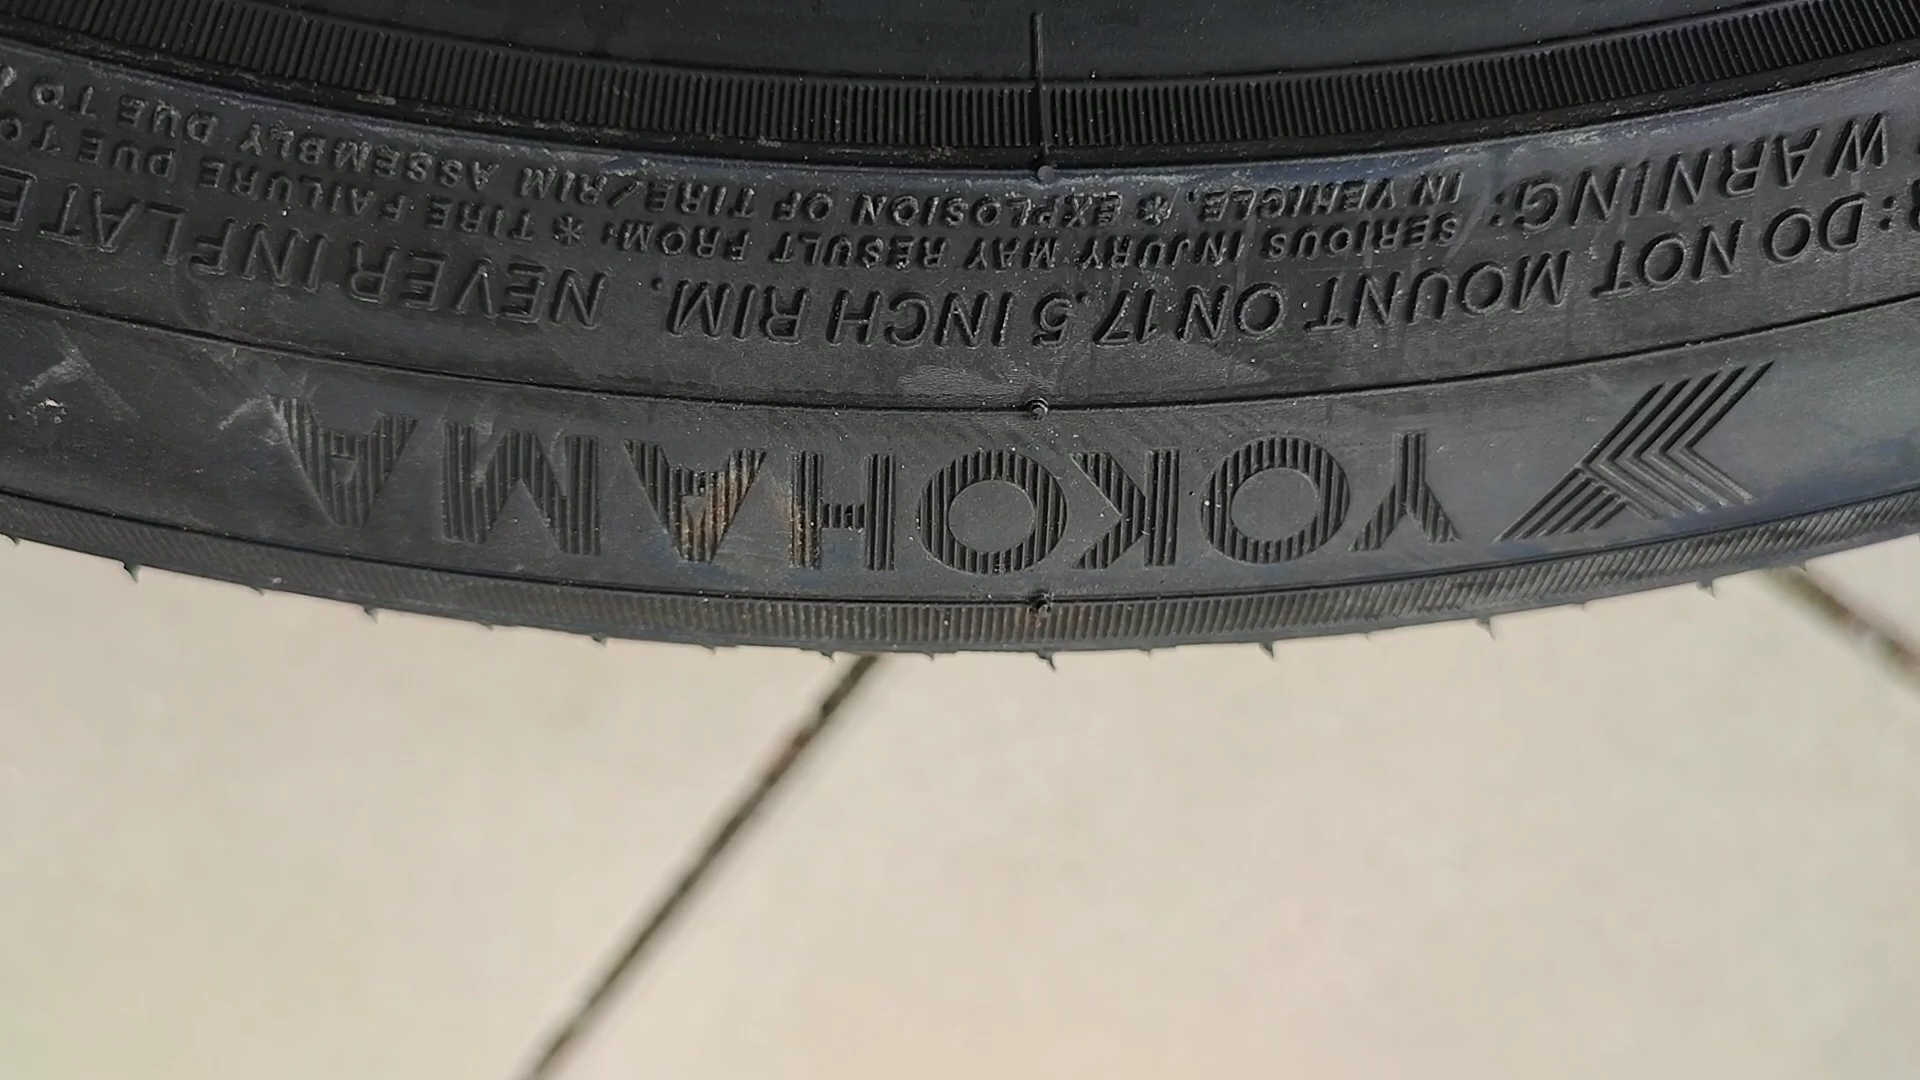 YOKOHAMA
DO NOT MOUNT ON 17.5 INCH RIM. NEVER INFLATE
WARNING: SERIOUS INJURY MAY RESULT FROM: * TIRE FAILURE DUE TO
IN VEHICLE, * EXPLOSION OF TIRE/RIM ASSEMBLY DUE TO